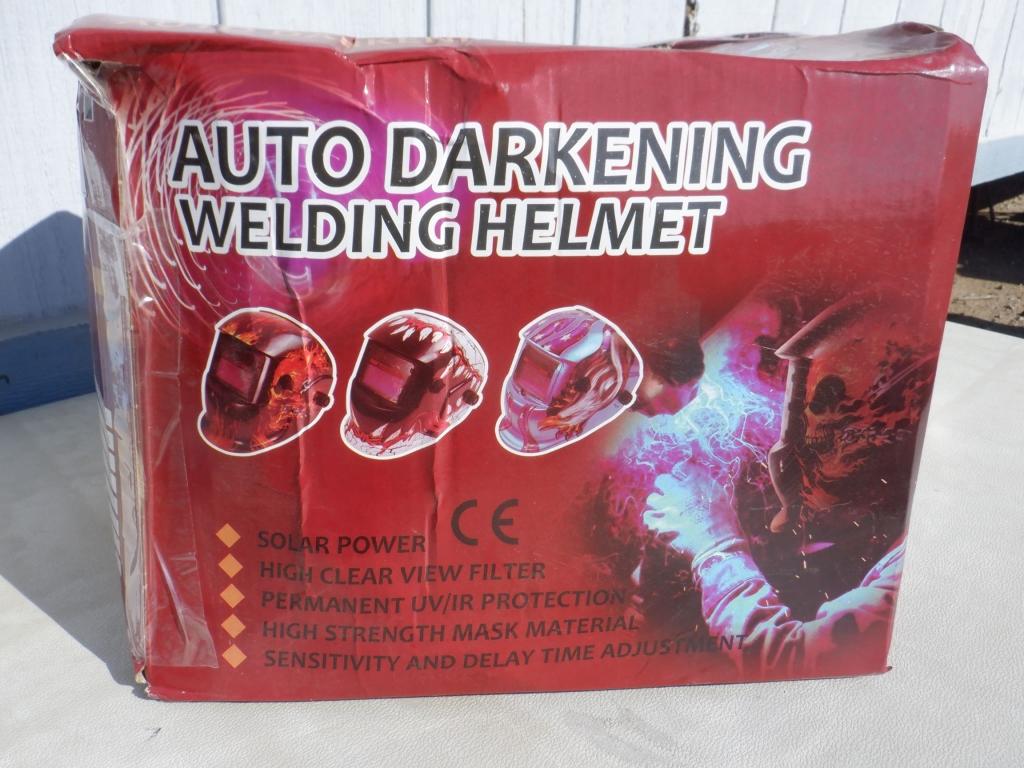 AUTO DARKENING
WELDING HELMET
CE
SOLAR POWER
HIGH CLEAR VIEW FILTER
PERMANENT UV/IR PROTECTION
HIGH STRENGTH MASK MATERIAL
SENSITIVITY AND DELAY TIME ADJUSTMENT